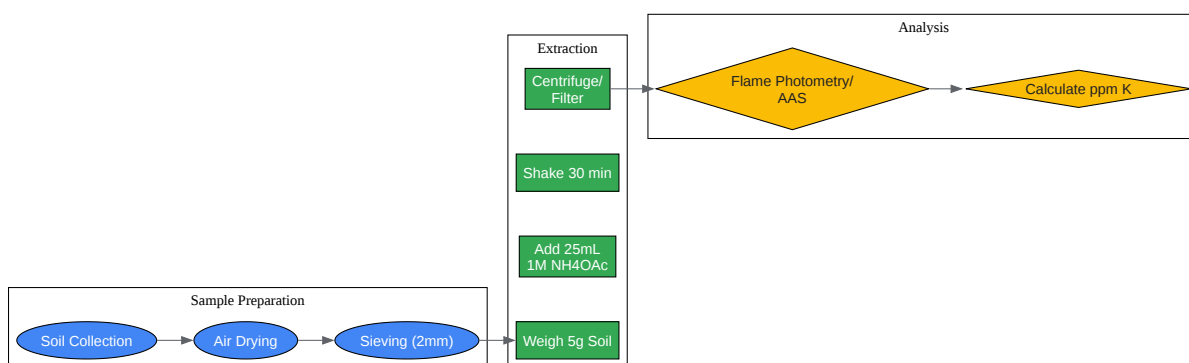 Sample Preparation
Soil Collection
Air Drying
Sieving (2mm)
Extraction
Weigh 5g Soil
Add 25mL
1M NH4OAc
Shake 30 min
Centrifuge/
Filter
Analysis
Flame Photometry/
AAS
Calculate ppm K